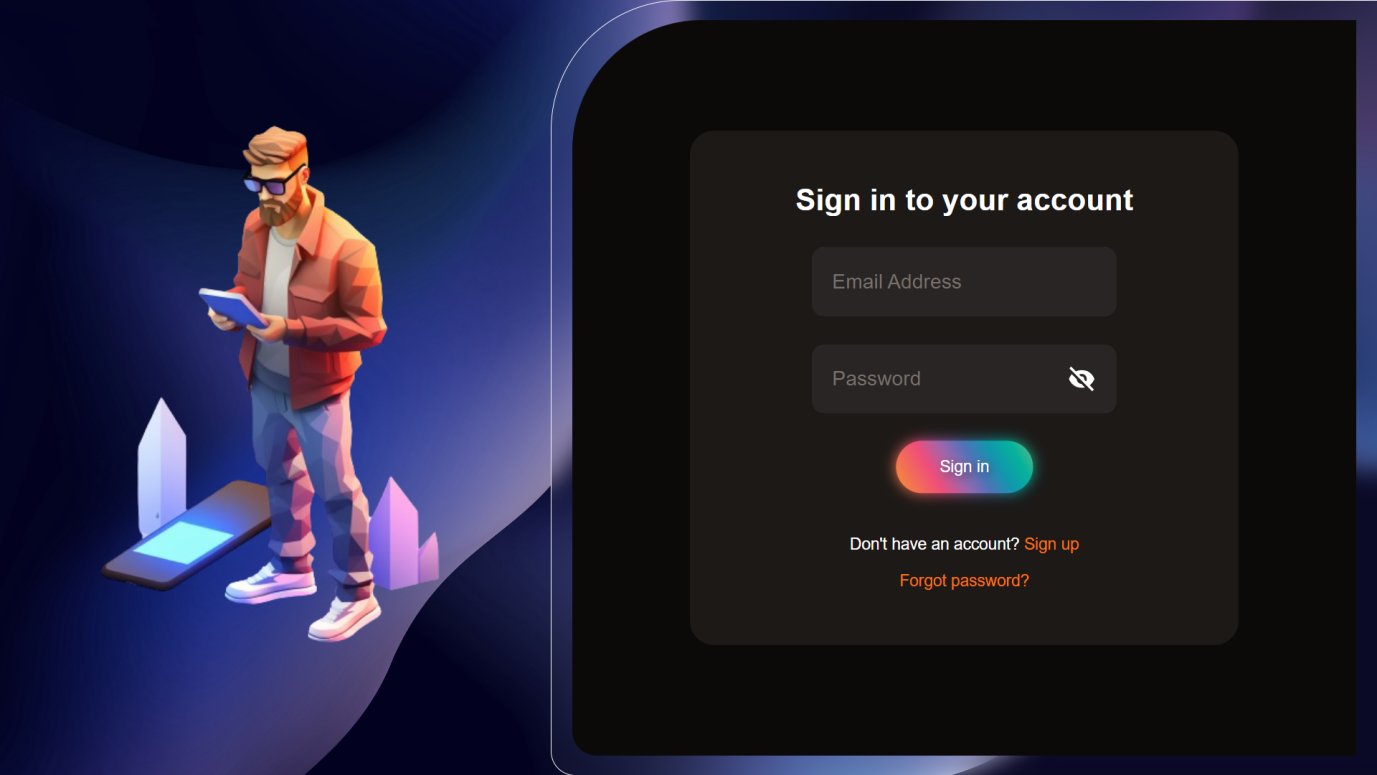 Sign in to your account
Email Address
Password
Sign in
Don't have an account? Sign up
Forgot password?